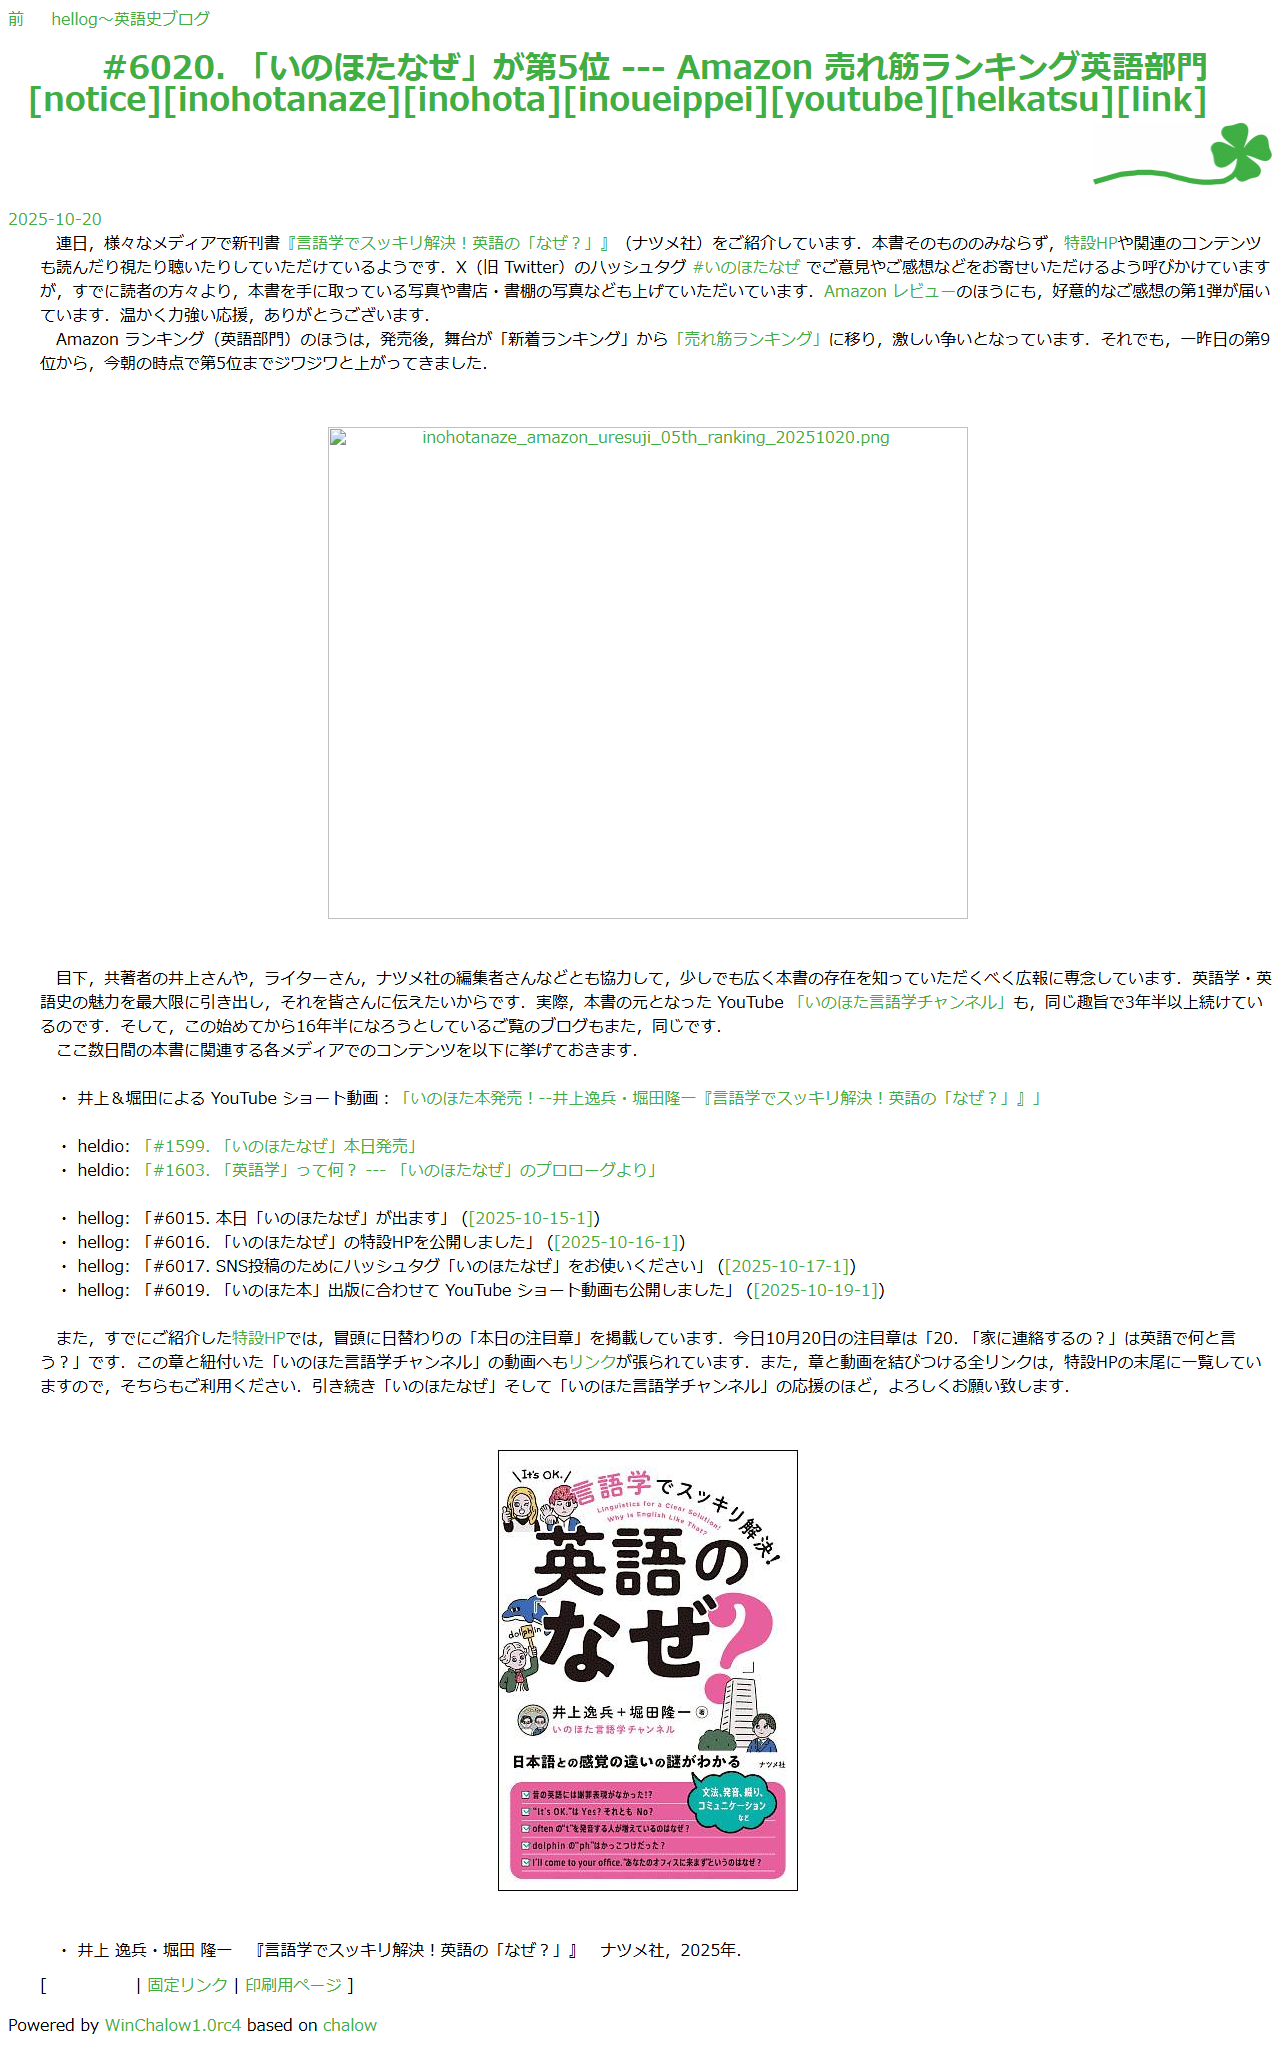 前 hellog～英語史ブログ
#6020. 「いのほたなぜ」が第5位 --- Amazon 売れ筋ランキング英語部門
[notice][inohotanaze][inohota][inoueippei][youtube][helkatsu][link]
2025-10-20
連日，様々なメディアで新刊書『言語学でスッキリ解決！英語の「なぜ？」』（ナツメ社）をご紹介しています．本書そのもののみならず，特設HPや関連のコンテンツ
も読んだり視たり聴いたりしていただけているようです．X（旧 Twitter）のハッシュタグ #いのほたなぜ でご意見やご感想などをお寄せいただけるよう呼びかけています
が，すでに読者の方々より，本書を手に取っている写真や書店・書棚の写真なども上げていただいています．Amazon レビューのほうにも，好意的なご感想の第1弾が届い
ています．温かく力強い応援，ありがとうございます．
Amazon ランキング（英語部門）のほうは，発売後，舞台が「新着ランキング」から「売れ筋ランキング」に移り，激しい争いとなっています．それでも，一昨日の第9
位から，今朝の時点で第5位までジワジワと上がってきました．
inohotanaze_amazon_uresuji_05th_ranking_20251020.png
目下，共著者の井上さんや，ライターさん，ナツメ社の編集者さんなどとも協力して，少しでも広く本書の存在を知っていただくべく広報に専念しています．英語学・英
語史の魅力を最大限に引き出し，それを皆さんに伝えたいからです．実際，本書の元となった YouTube 「いのほた言語学チャンネル」も，同じ趣旨で3年半以上続けてい
るのです．そして，この始めてから16年半になろうとしているご覧のブログもまた，同じです．
ここ数日間の本書に関連する各メディアでのコンテンツを以下に挙げておきます．
・ 井上＆堀田による YouTube ショート動画：「いのほた本発売！--井上逸兵・堀田隆一『言語学でスッキリ解決！英語の「なぜ？」』」
・ heldio: 「#1599. 「いのほたなぜ」本日発売」
・ heldio: 「#1603. 「英語学」って何？ --- 「いのほたなぜ」のプロローグより」
・ hellog: 「#6015. 本日「いのほたなぜ」が出ます」 ([2025-10-15-1])
・ hellog: 「#6016. 「いのほたなぜ」の特設HPを公開しました」 ([2025-10-16-1])
・ hellog: 「#6017. SNS投稿のためにハッシュタグ「いのほたなぜ」をお使いください」 ([2025-10-17-1])
・ hellog: 「#6019. 「いのほた本」出版に合わせて YouTube ショート動画も公開しました」 ([2025-10-19-1])
また，すでにご紹介した特設HPでは，冒頭に日替わりの「本日の注目章」を掲載しています．今日10月20日の注目章は「20. 「家に連絡するの？」は英語で何と言
う？」です．この章と紐付いた「いのほた言語学チャンネル」の動画へもリンクが張られています．また，章と動画を結びつける全リンクは，特設HPの末尾に一覧してい
ますので，そちらもご利用ください．引き続き「いのほたなぜ」そして「いのほた言語学チャンネル」の応援のほど，よろしくお願い致します．
It's OK.
言語学でスッキリ解決!
Linguistics for a Clear Solution!
Why is English Like That?
英語の
なぜ?
dolphin
井上逸兵＋堀田隆一 著
いのほた言語学チャンネル
日本語との感覚の違いの謎がわかる
ナツメ社
文法、発音、綴り、
コミュニケーション
など
昔の英語には謝罪表現がなかった!?
"It's OK."は Yes? それとも No?
often の"t"を発音する人が増えているのはなぜ？
dolphin の"ph"はかっこつけだった？
I'll come to your office.“あなたのオフィスに来ます”というのはなぜ？
・ 井上 逸兵・堀田 隆一 『言語学でスッキリ解決！英語の「なぜ？」』 ナツメ社，2025年．
[ | 固定リンク | 印刷用ページ ]
Powered by WinChalow1.0rc4 based on chalow